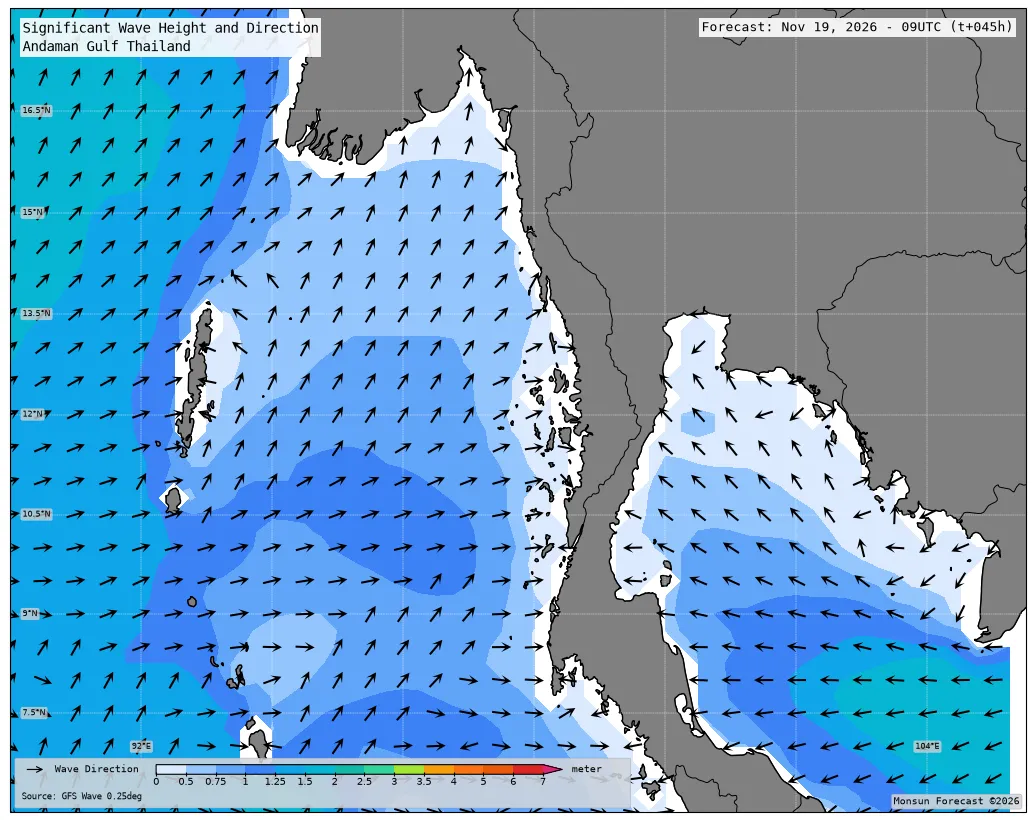 Significant Wave Height and Direction
Andaman Gulf Thailand
Forecast: Nov 19, 2026 - 09UTC (t+045h)
16.5°N
15°N
13.5°N
12°N
10.5°N
9°N
7.5°N
92°E
104°E
Wave Direction
0.5 0.75 1 1.25 1.5 2 2.5 3 3.5 4 5 6 7 meter
Source: GFS Wave 0.25deg
Monsun Forecast ©2026